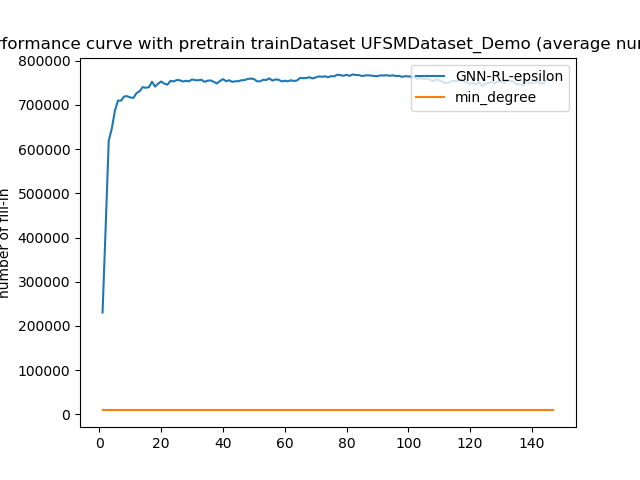 rformance curve with pretrain trainDataset UFSMDataset_Demo (average num
GNN-RL-epsilon
min_degree
number of fill-in
800000
700000
600000
500000
400000
300000
200000
100000
0
0 20 40 60 80 100 120 140